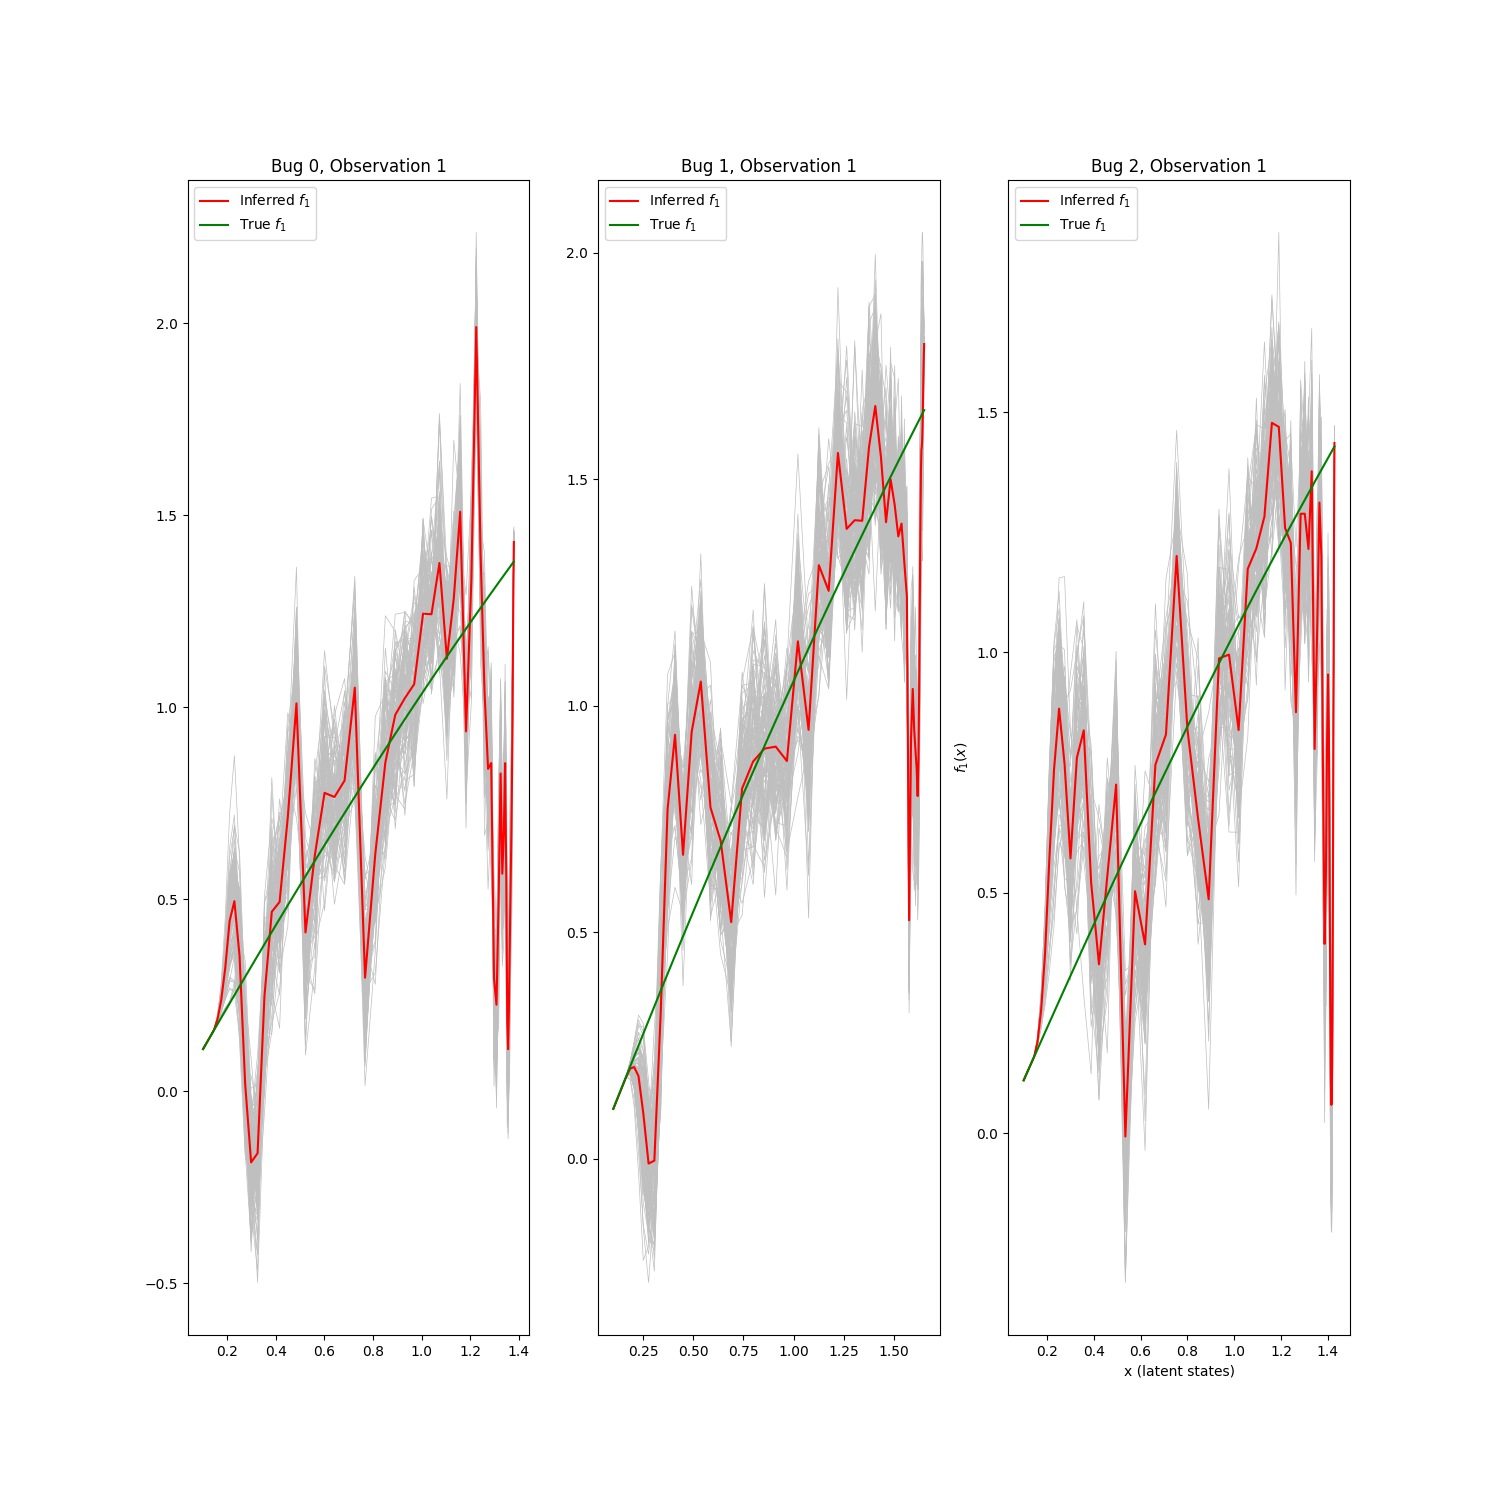 Bug 0, Observation 1
Inferred f₁
True f₁
2.0
1.5
1.0
0.5
0.0
−0.5
0.2 0.4 0.6 0.8 1.0 1.2 1.4
Bug 1, Observation 1
Inferred f₁
True f₁
2.0
1.5
1.0
0.5
0.0
0.25 0.50 0.75 1.00 1.25 1.50
Bug 2, Observation 1
Inferred f₁
True f₁
f₁(x)
1.5
1.0
0.5
0.0
0.2 0.4 0.6 0.8 1.0 1.2 1.4
x (latent states)